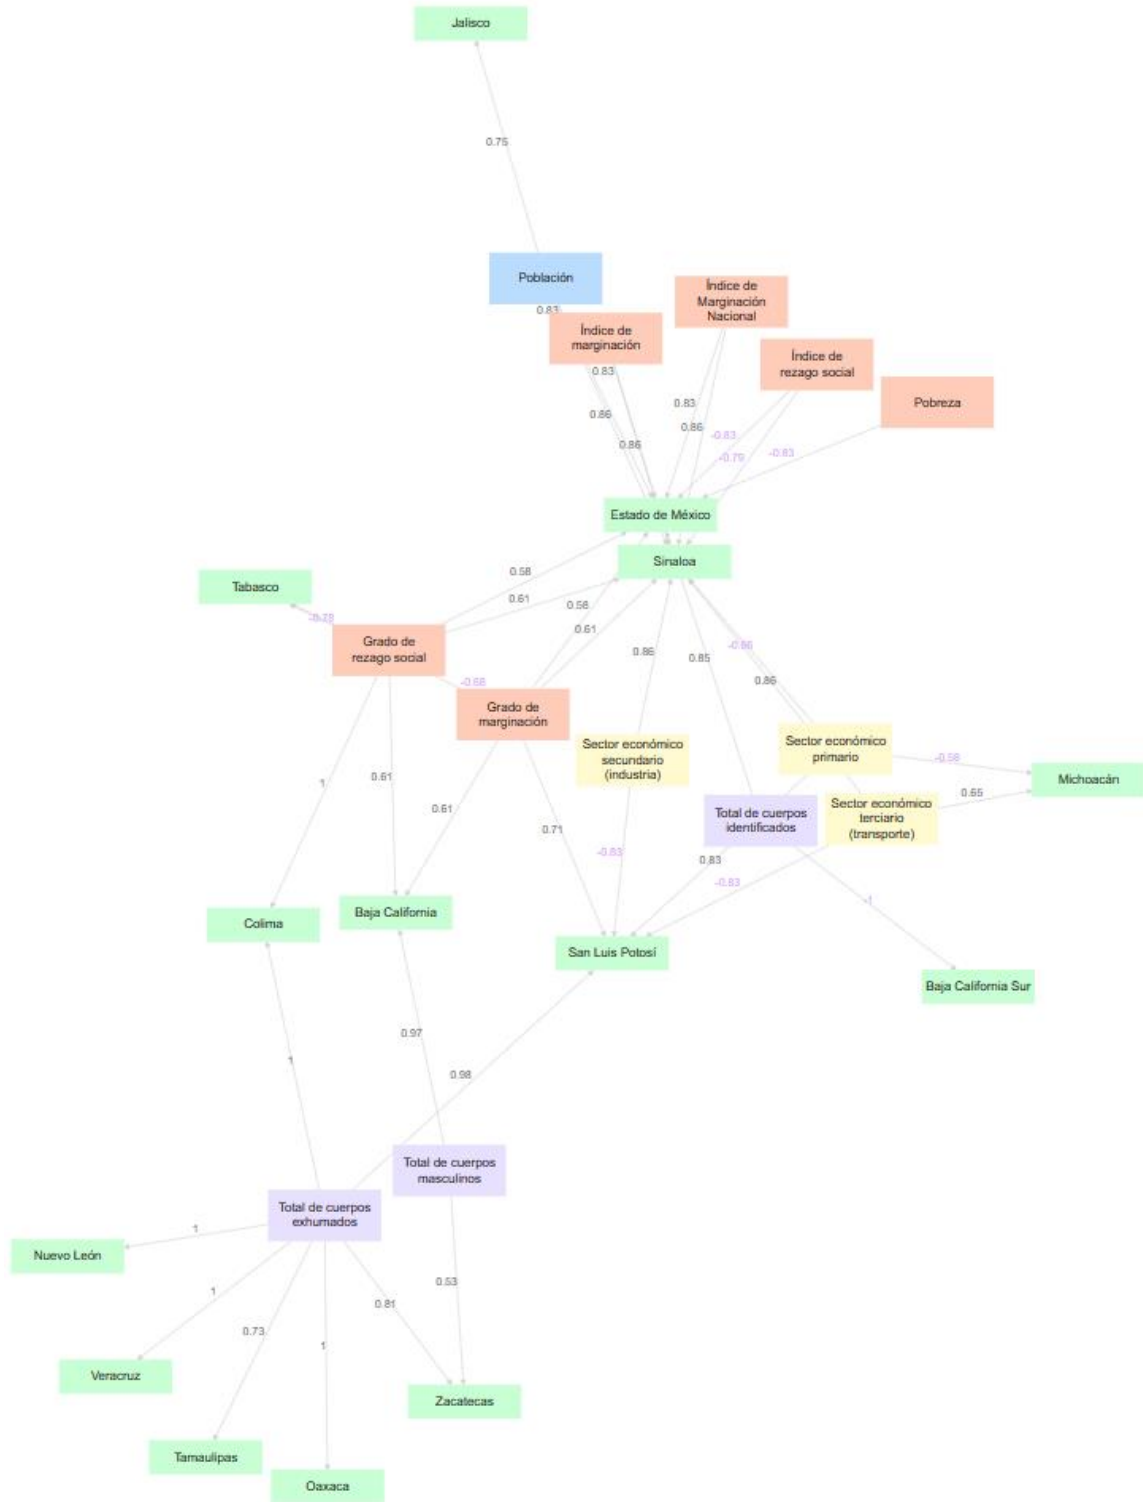 Jalisco
0.75
Población
Índice de
Marginación
Nacional
0.83
Índice de
marginación
Índice de
rezago social
0.83
Pobreza
0.83
0.86
0.86
0.86
-0.83
-0.79
-0.83
Estado de México
Sinaloa
0.58
Tabasco
0.61
0.58
-0.78
0.61
Grado de
rezago social
-0.86
0.86
0.85
0.86
-0.68
Grado de
marginación
Sector económico
secundario
(industria)
Sector económico
primario
-0.58
Michoacán
1
0.61
0.65
0.61
Total de cuerpos
identificados
Sector económico
terciario
(transporte)
0.71
-0.83
0.83
-0.83
-1
Colima
Baja California
San Luis Potosí
Baja California Sur
0.97
1
0.98
Total de cuerpos
masculinos
Total de cuerpos
exhumados
1
Nuevo León
0.53
1
0.81
0.73
1
Veracruz
Zacatecas
Tamaulipas
Oaxaca